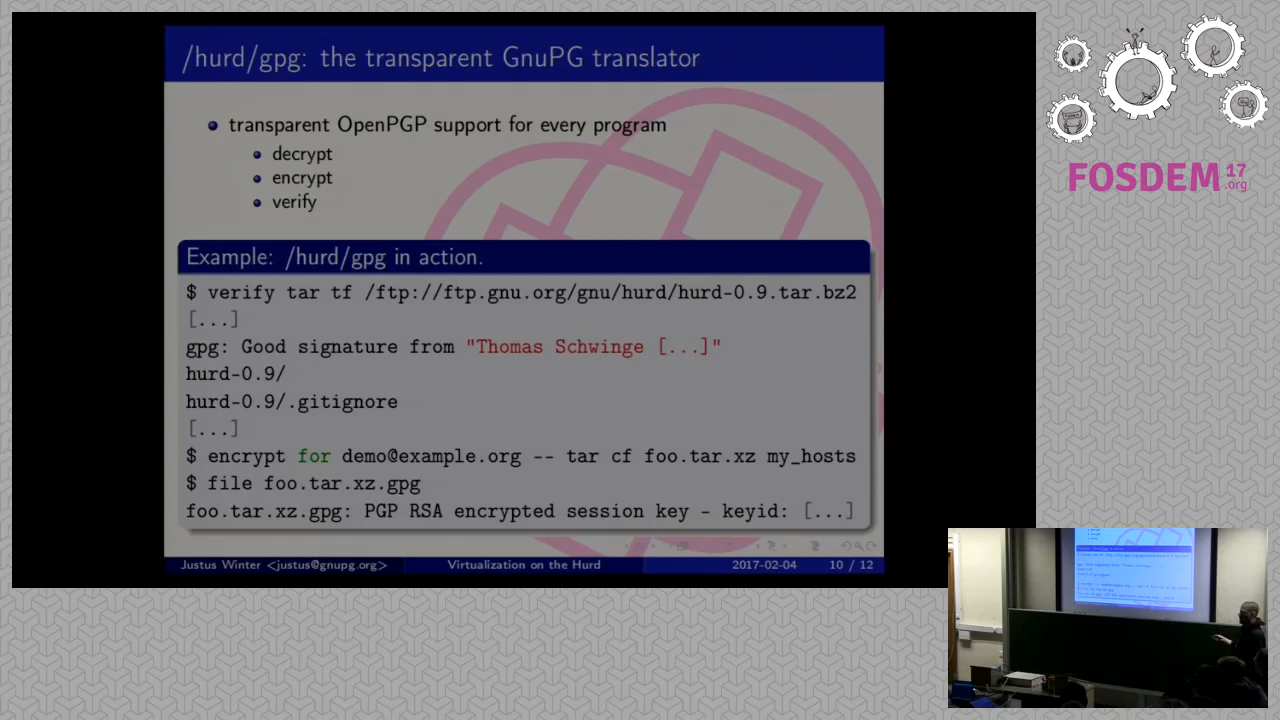 /hurd/gpg: the transparent GnuPG translator
transparent OpenPGP support for every program
decrypt
encrypt
verify
Example: /hurd/gpg in action.
$ verify tar tf /ftp://ftp.gnu.org/gnu/hurd/hurd-0.9.tar.bz2
[...]
gpg: Good signature from "Thomas Schwinge [...]"
hurd-0.9/
hurd-0.9/.gitignore
[...]
$ encrypt for demo@example.org -- tar cf foo.tar.xz my_hosts
$ file foo.tar.xz.gpg
foo.tar.xz.gpg: PGP RSA encrypted session key - keyid: [...]
Justus Winter <justus@gnupg.org> Virtualization on the Hurd 2017-02-04 10 / 12
FOSDEM 17 .org